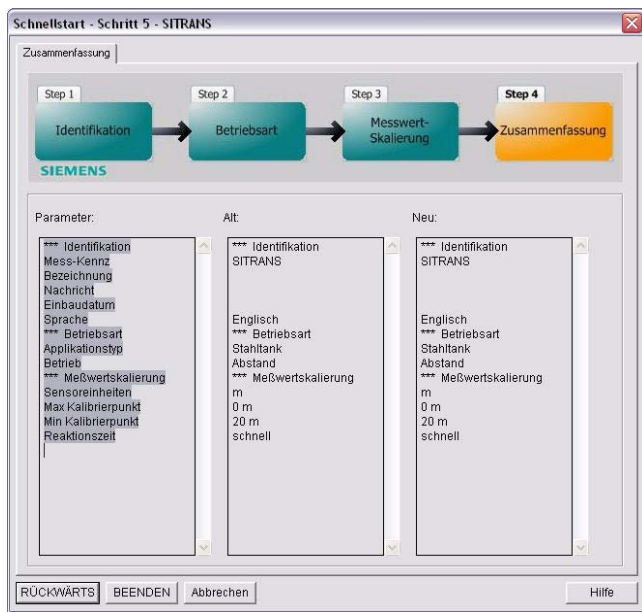 Schnellstart - Schritt 5 - SITRANS
Zusammenfassung
Step 1
Step 2
Step 3
Step 4
Identifikation
Betriebsart
Messwert-
Skalierung
Zusammenfassung
SIEMENS
Parameter:
*** Identifikation
Mess-Kennz
Bezeichnung
Nachricht
Einbaudatum
Sprache
*** Betriebsart
Applikationstyp
Betrieb
*** Meßwertskalierung
Sensoreinheiten
Max Kalibrierpunkt
Min Kalibrierpunkt
Reaktionszeit
Alt:
*** Identifikation
SITRANS
Englisch
*** Betriebsart
Stahltank
Abstand
*** Meßwertskalierung
m
0 m
20 m
schnell
Neu:
*** Identifikation
SITRANS
Englisch
*** Betriebsart
Stahltank
Abstand
*** Meßwertskalierung
m
0 m
20 m
schnell
RÜCKWÄRTS
BEENDEN
Abbrechen
Hilfe